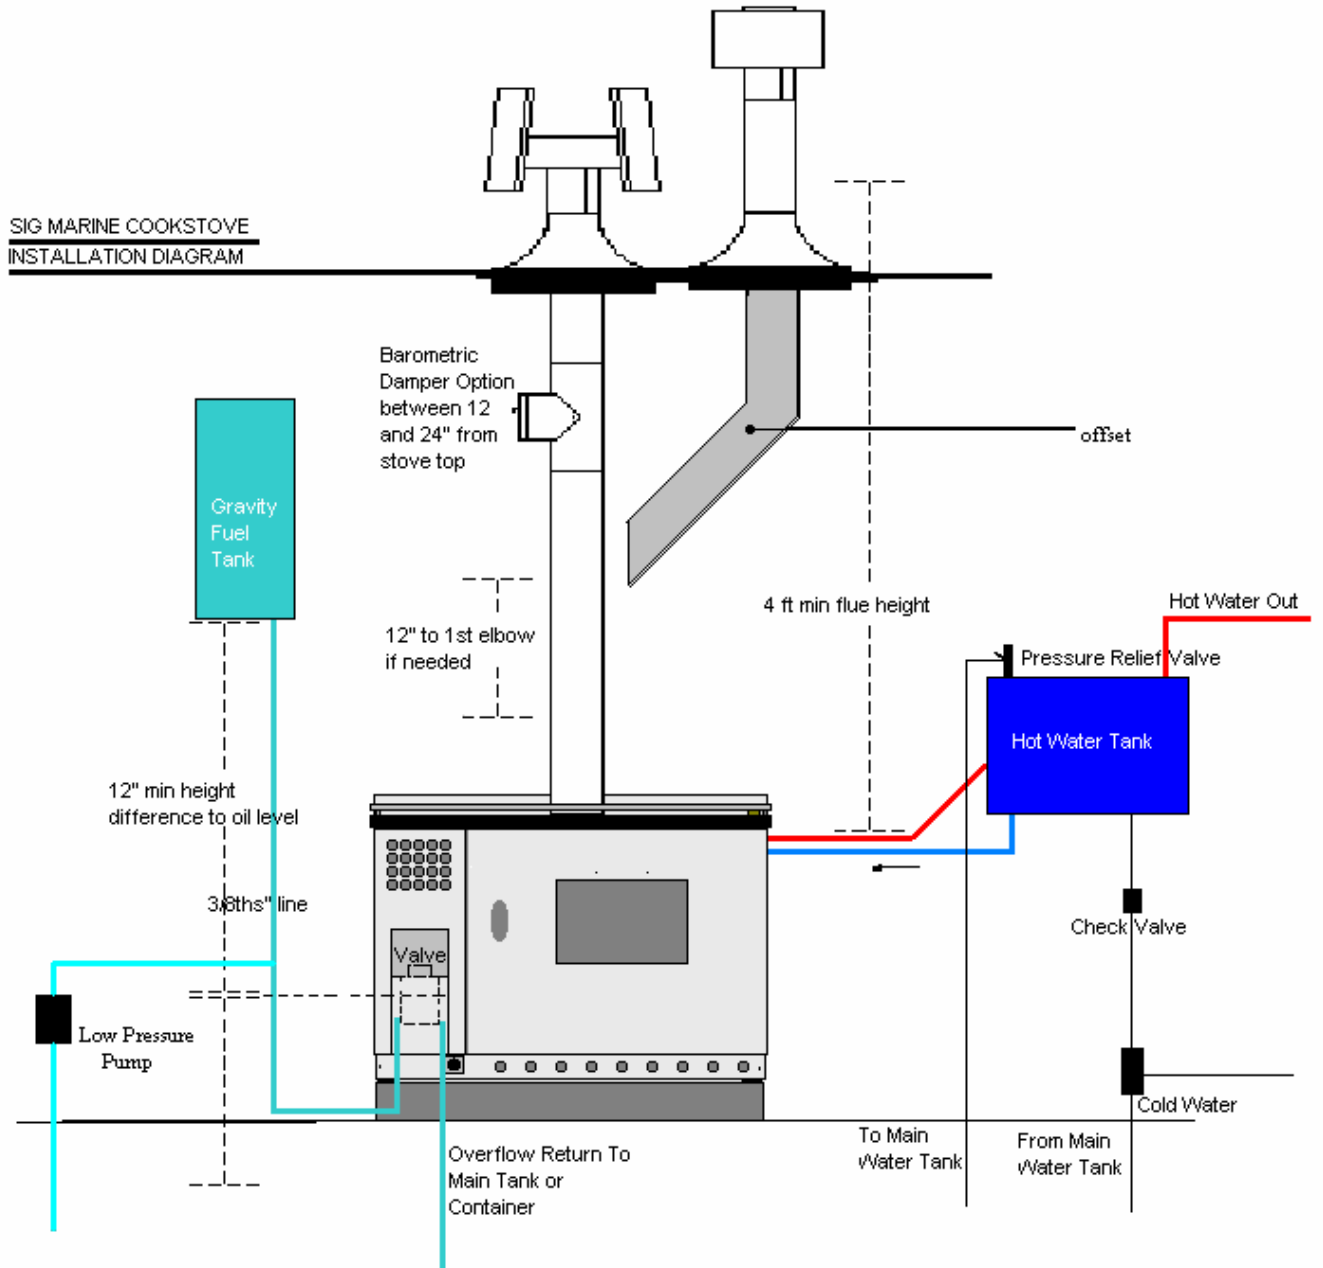 SIG MARINE COOKSTOVE
INSTALLATION DIAGRAM
Barometric
Damper Option
between 12
and 24" from
stove top
offset
Gravity
Fuel
Tank
12" to 1st elbow
if needed
4 ft min flue height
Hot Water Out
Pressure Relief Valve
Hot Water Tank
12" min height
difference to oil level
3/8ths" line
Valve
Check Valve
Low Pressure
Pump
Cold Water
To Main
Water Tank
From Main
Water Tank
Overflow Return To
Main Tank or
Container